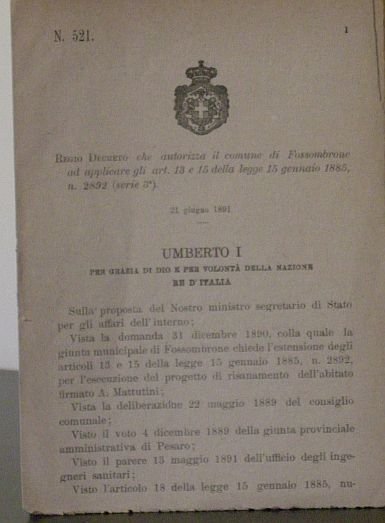 N. 521.
1
REGIO DECRETO che autorizza il comune di Fossombrone
ad applicare gli art. 13 e 15 della legge 15 gennaio 1885,
n. 2892 (serie 3ª).
21 giugno 1891
UMBERTO I
PER GRAZIA DI DIO E PER VOLONTÀ DELLA NAZIONE
RE D'ITALIA
Sulla proposta del Nostro ministro segretario di Stato
per gli affari dell'interno;
Vista la domanda 31 dicembre 1890, colla quale la
giunta municipale di Fossombrone chiede l'estensione degli
articoli 13 e 15 della legge 15 gennaio 1885, n. 2892,
per l'esecuzione del progetto di risanamento dell'abitato
firmato A. Mattutini;
Vista la deliberazione 22 maggio 1889 del consiglio
comunale;
Visto il voto 4 dicembre 1889 della giunta provinciale
amministrativa di Pesaro;
Visto il parere 13 maggio 1891 dell'ufficio degli inge-
gneri sanitari;
Visto l'articolo 18 della legge 15 gennaio 1885, nu-